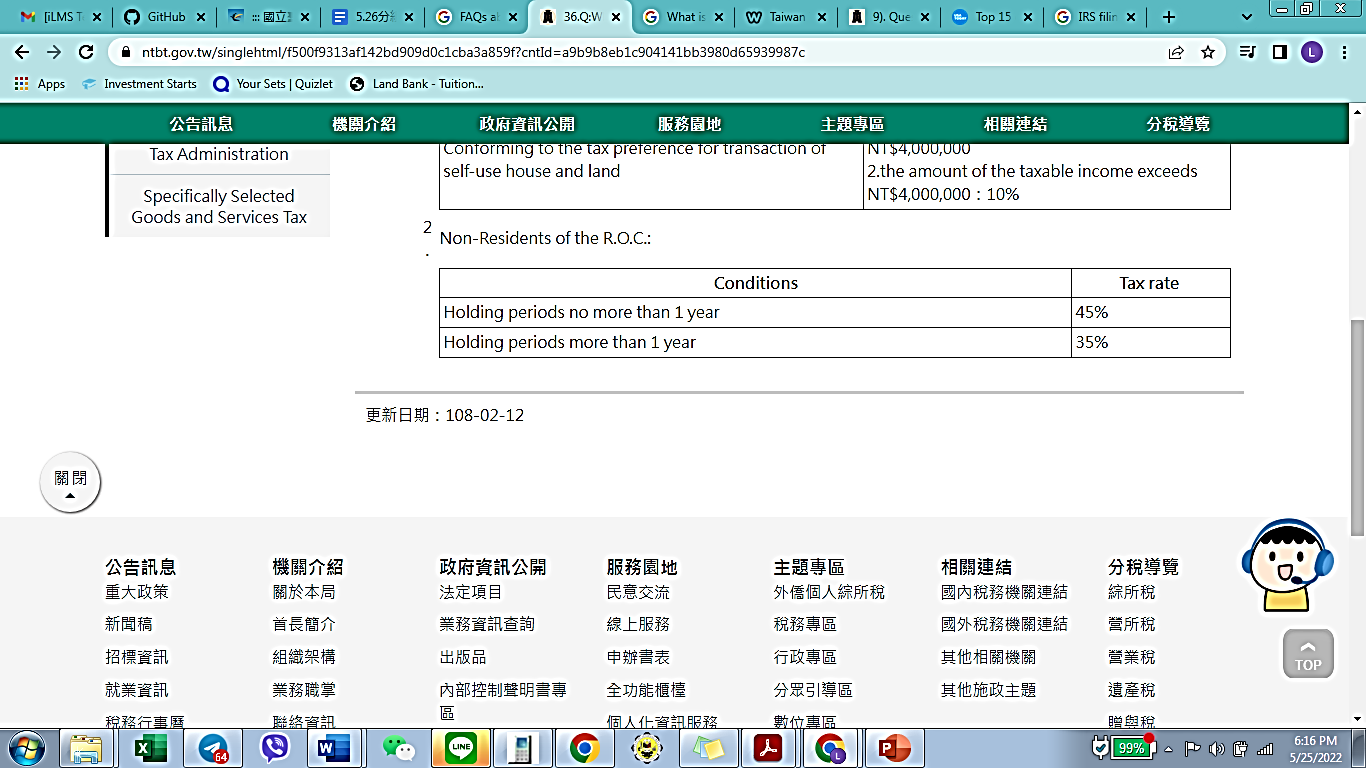 [iLMS T
GitHub
::: 國立
5.26分
FAQs a
36.Q:W
What is
Taiwan
9). Que
Top 15
IRS filin
ntbt.gov.tw/singlehtml/f500f9313af142bd909d0c1cba3a859f?cntId=a9b9b8eb1c904141bb3980d65939987c
L
Apps
Investment Starts
Your Sets | Quizlet
Land Bank - Tuition...
公告訊息
機關介紹
政府資訊公開
服務園地
主題專區
相關連結
分稅導覽
Tax Administration
Specifically Selected
Goods and Services Tax
Conforming to the tax preference for transaction of
self-use house and land
NT$4,000,000
2.the amount of the taxable income exceeds
NT$4,000,000：10%
2
.
Non-Residents of the R.O.C.:
Conditions
Tax rate
Holding periods no more than 1 year
45%
Holding periods more than 1 year
35%
更新日期：108-02-12
關閉
公告訊息
重大政策
新聞稿
招標資訊
就業資訊
稅務行事曆
機關介紹
關於本局
首長簡介
組織架構
業務職掌
聯絡資訊
政府資訊公開
法定項目
業務資訊查詢
出版品
內部控制聲明書專
區
服務園地
民意交流
線上服務
申辦書表
全功能櫃檯
個人化資訊服務
主題專區
外僑個人綜所稅
稅務專區
行政專區
分眾引導區
數位專區
相關連結
國內稅務機關連結
國外稅務機關連結
其他相關機關
其他施政主題
分稅導覽
綜所稅
營所稅
營業稅
遺產稅
贈與稅
TOP
64
LINE
L
99%
6:16 PM
5/25/2022